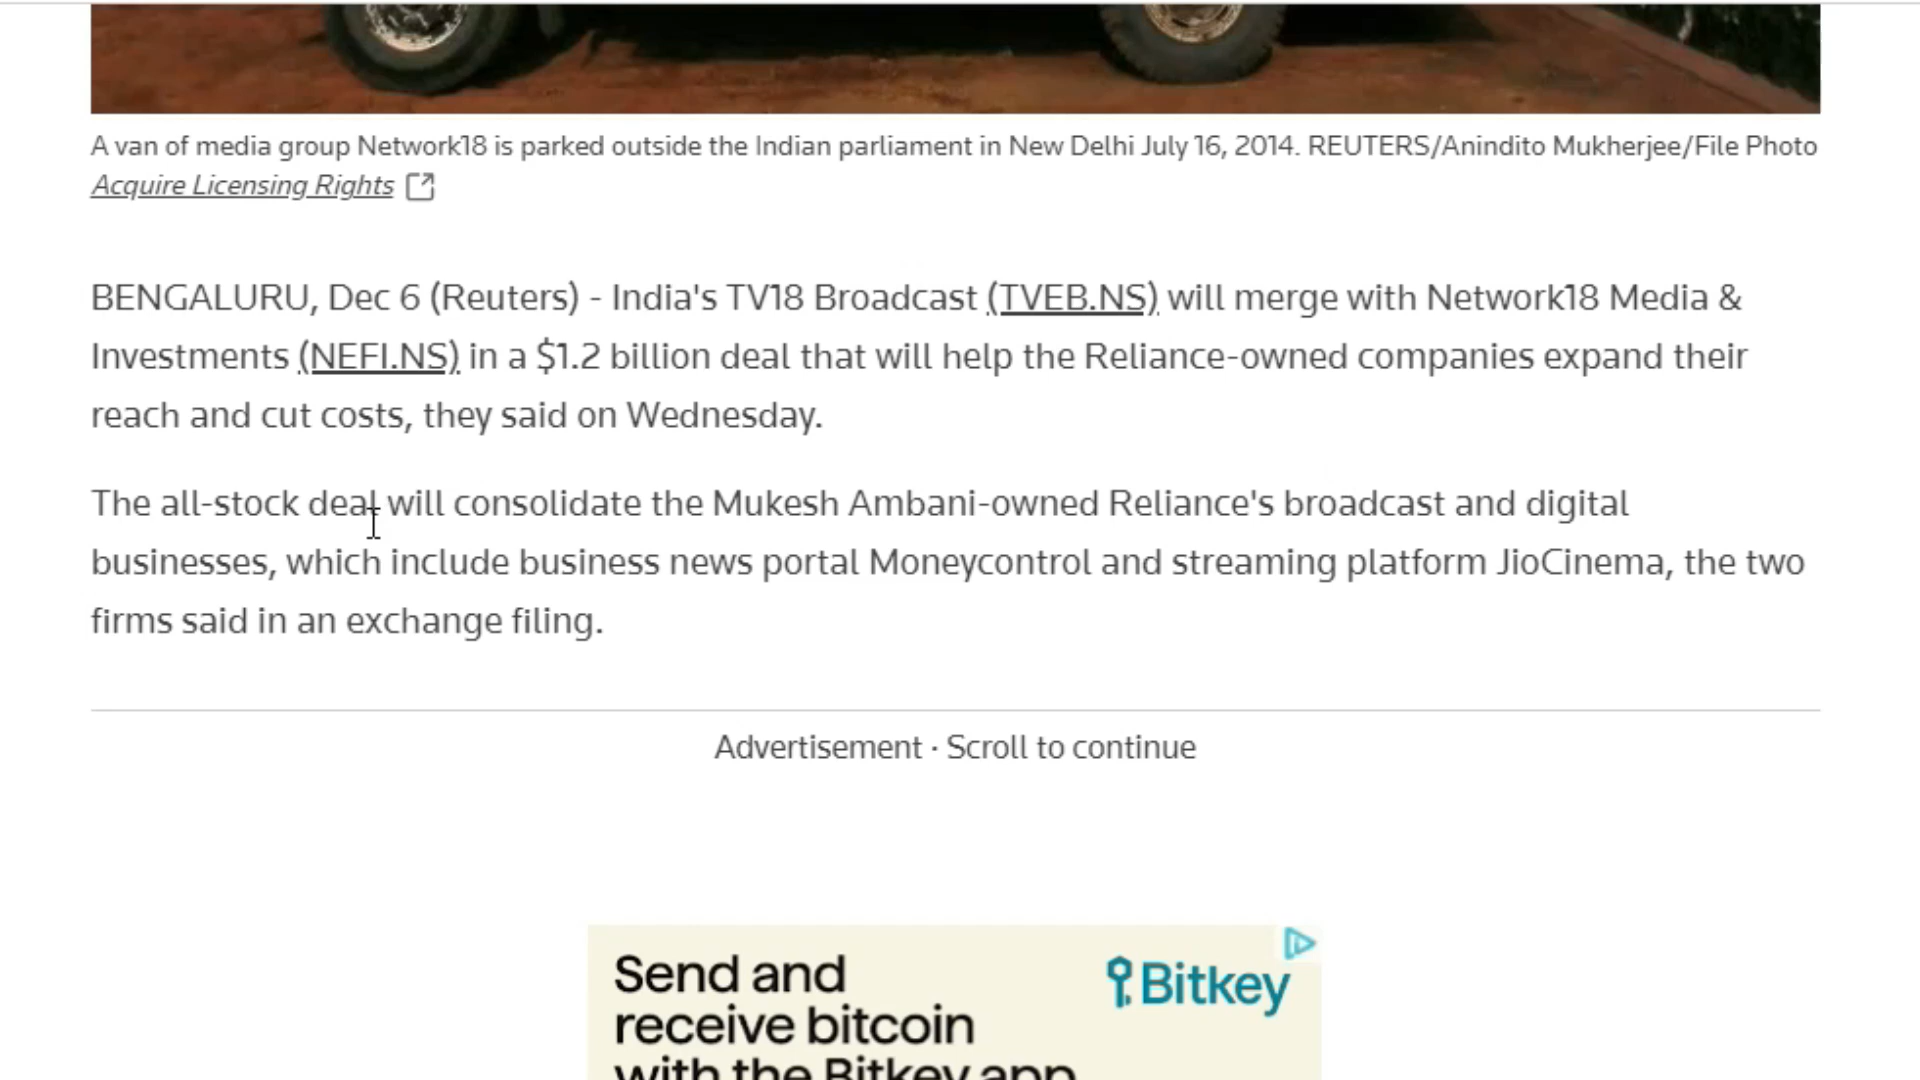 A van of media group Network18 is parked outside the Indian parliament in New Delhi July 16, 2014. REUTERS/Anindito Mukherjee/File Photo
Acquire Licensing Rights
BENGALURU, Dec 6 (Reuters) - India's TV18 Broadcast (TVEB.NS) will merge with Network18 Media &
Investments (NEFI.NS) in a $1.2 billion deal that will help the Reliance-owned companies expand their
reach and cut costs, they said on Wednesday.
The all-stock deal will consolidate the Mukesh Ambani-owned Reliance's broadcast and digital
businesses, which include business news portal Moneycontrol and streaming platform JioCinema, the two
firms said in an exchange filing.
Advertisement · Scroll to continue
Send and
Bitkey
receive bitcoin
with the Bitkey app